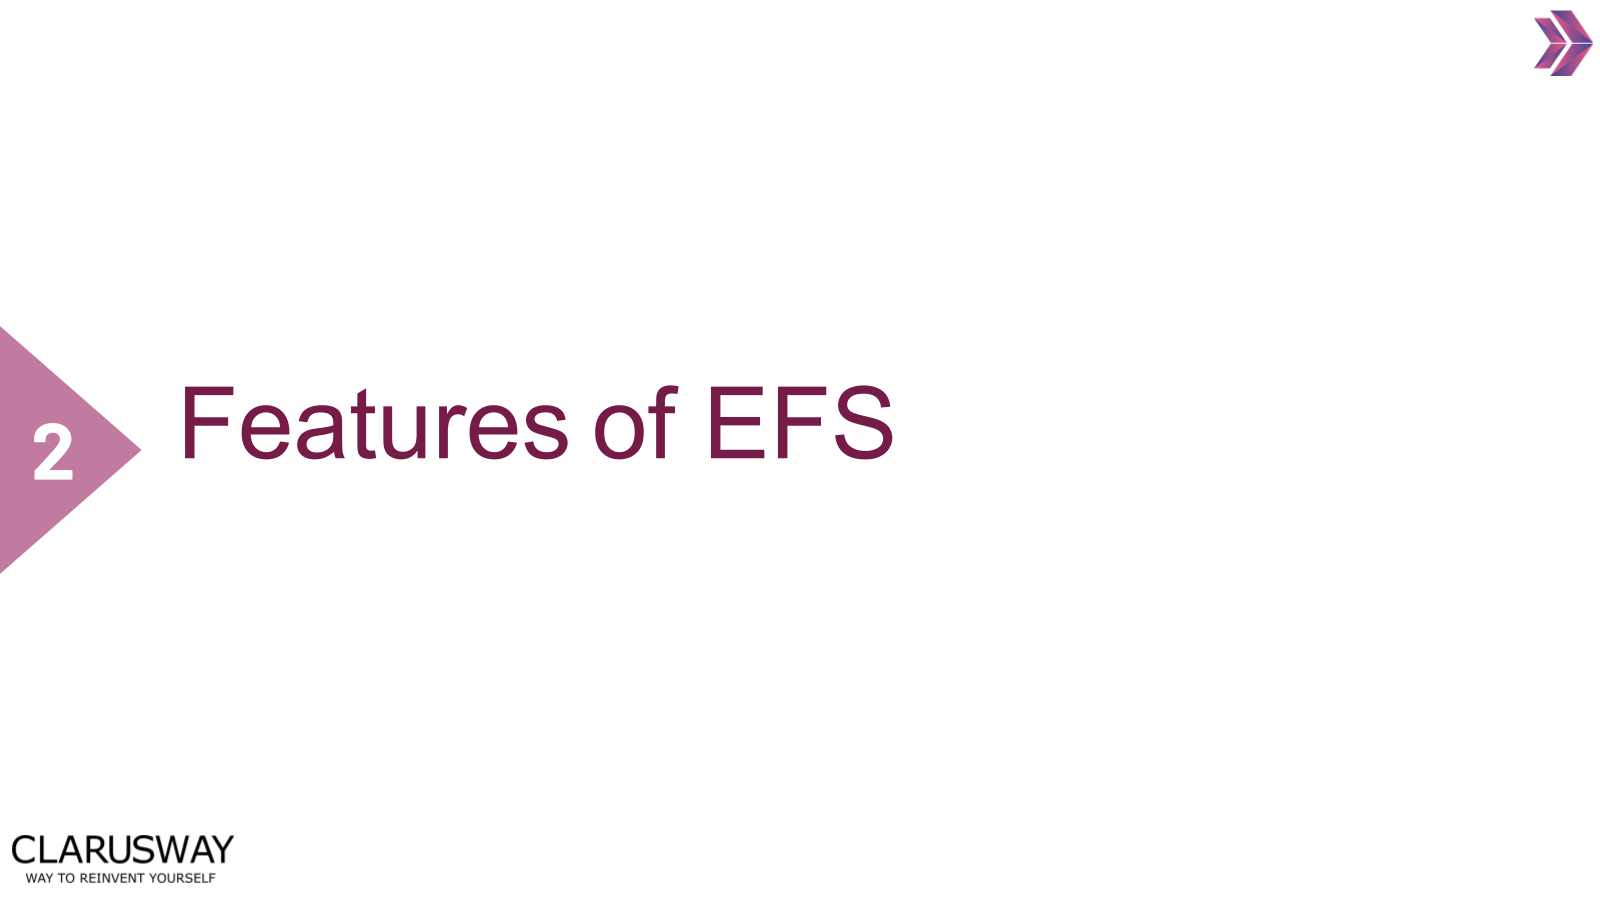 2
Features of EFS
CLARUSWAY
WAY TO REINVENT YOURSELF